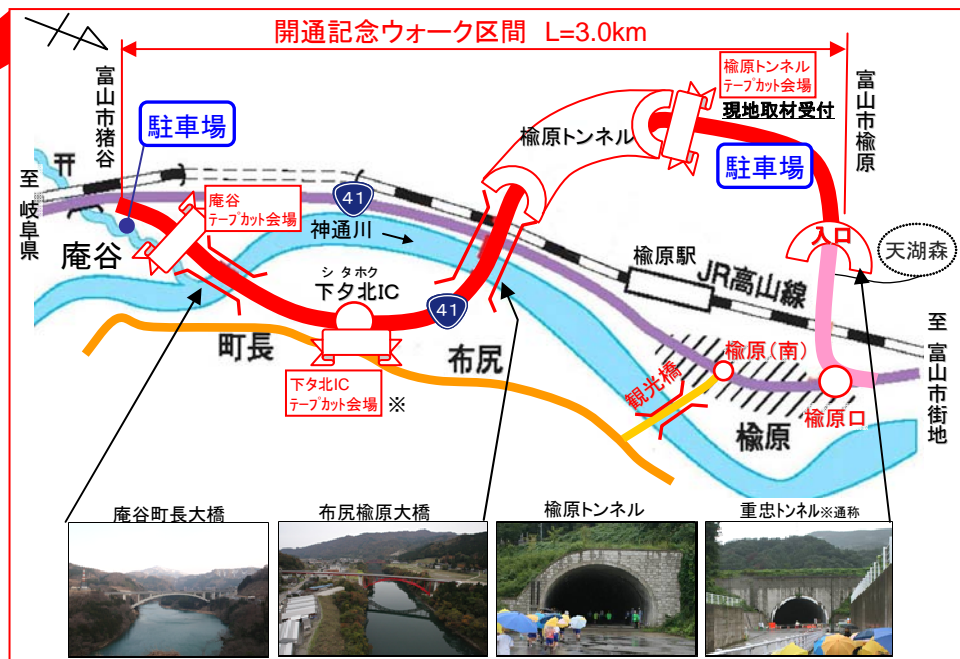 開通記念ウォーク区間 L=3.0km
富山市猪谷
至
※
岐阜県
駐車場
庵谷
庵谷
テープカット会場
41
神通川
シタホク
下タ北IC
41
町長
布尻
下タ北IC
テープカット会場
※
楡原トンネル
楡原トンネル
テープカット会場
現地取材受付
駐車場
富山市楡原
入口
天湖森
楡原駅
JR高山線
楡原(南)
観光橋
楡原
楡原口
至 富山市街地
庵谷町長大橋
布尻楡原大橋
楡原トンネル
重忠トンネル※通称